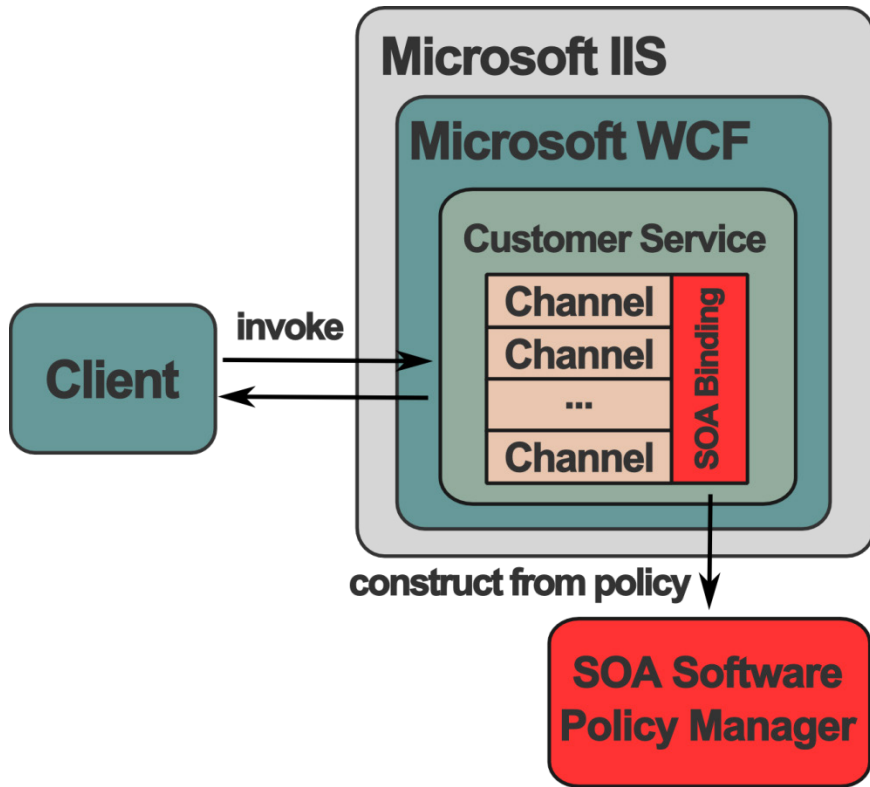 Microsoft IIS
Microsoft WCF
Customer Service
Channel
Channel
...
Channel
SOA Binding
invoke
Client
construct from policy
SOA Software
Policy Manager